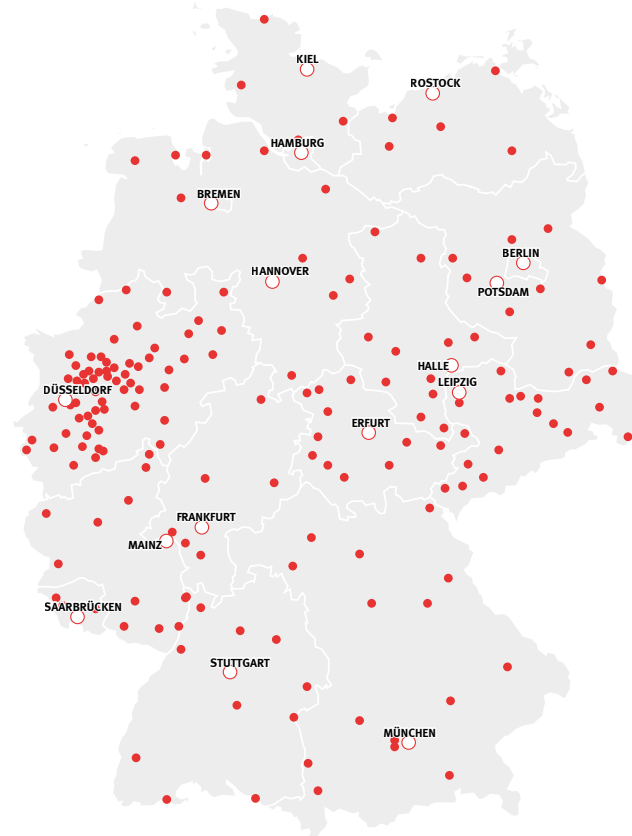 KIEL
ROSTOCK
HAMBURG
BREMEN
BERLIN
HANNOVER
POTSDAM
HALLE
LEIPZIG
DÜSSELDORF
ERFURT
FRANKFURT
MAINZ
SAARBRÜCKEN
STUTTGART
MÜNCHEN